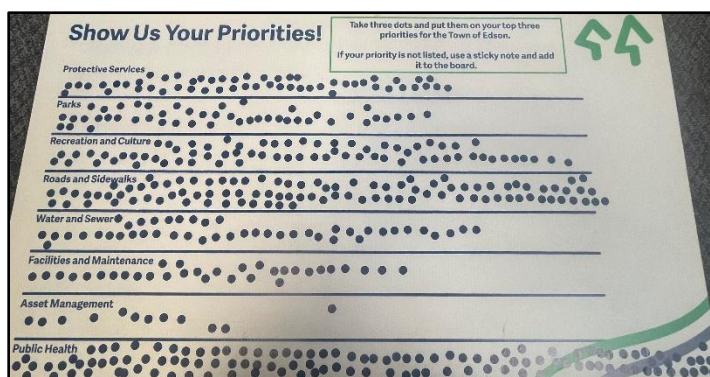 Show Us Your Priorities!
Take three dots and put them on your top three
priorities for the Town of Edson.
If your priority is not listed, use a sticky note and add
it to the board.
Protective Services
Parks
Recreation and Culture
Roads and Sidewalks
Water and Sewer
Facilities and Maintenance
Asset Management
Public Health